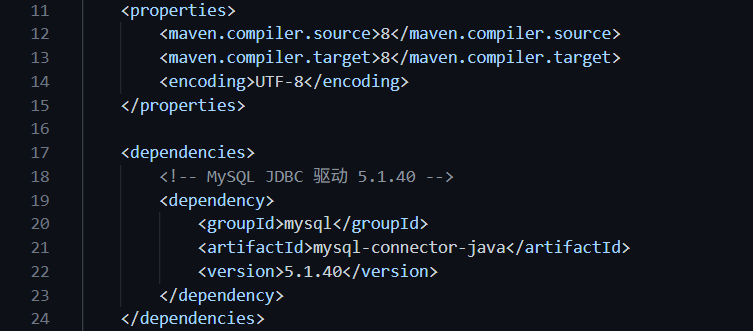 11 <properties>
12 <maven.compiler.source>8</maven.compiler.source>
13 <maven.compiler.target>8</maven.compiler.target>
14 <encoding>UTF-8</encoding>
15 </properties>
16
17 <dependencies>
18 <!-- MySQL JDBC 驱动 5.1.40 -->
19 <dependency>
20 <groupId>mysql</groupId>
21 <artifactId>mysql-connector-java</artifactId>
22 <version>5.1.40</version>
23 </dependency>
24 </dependencies>